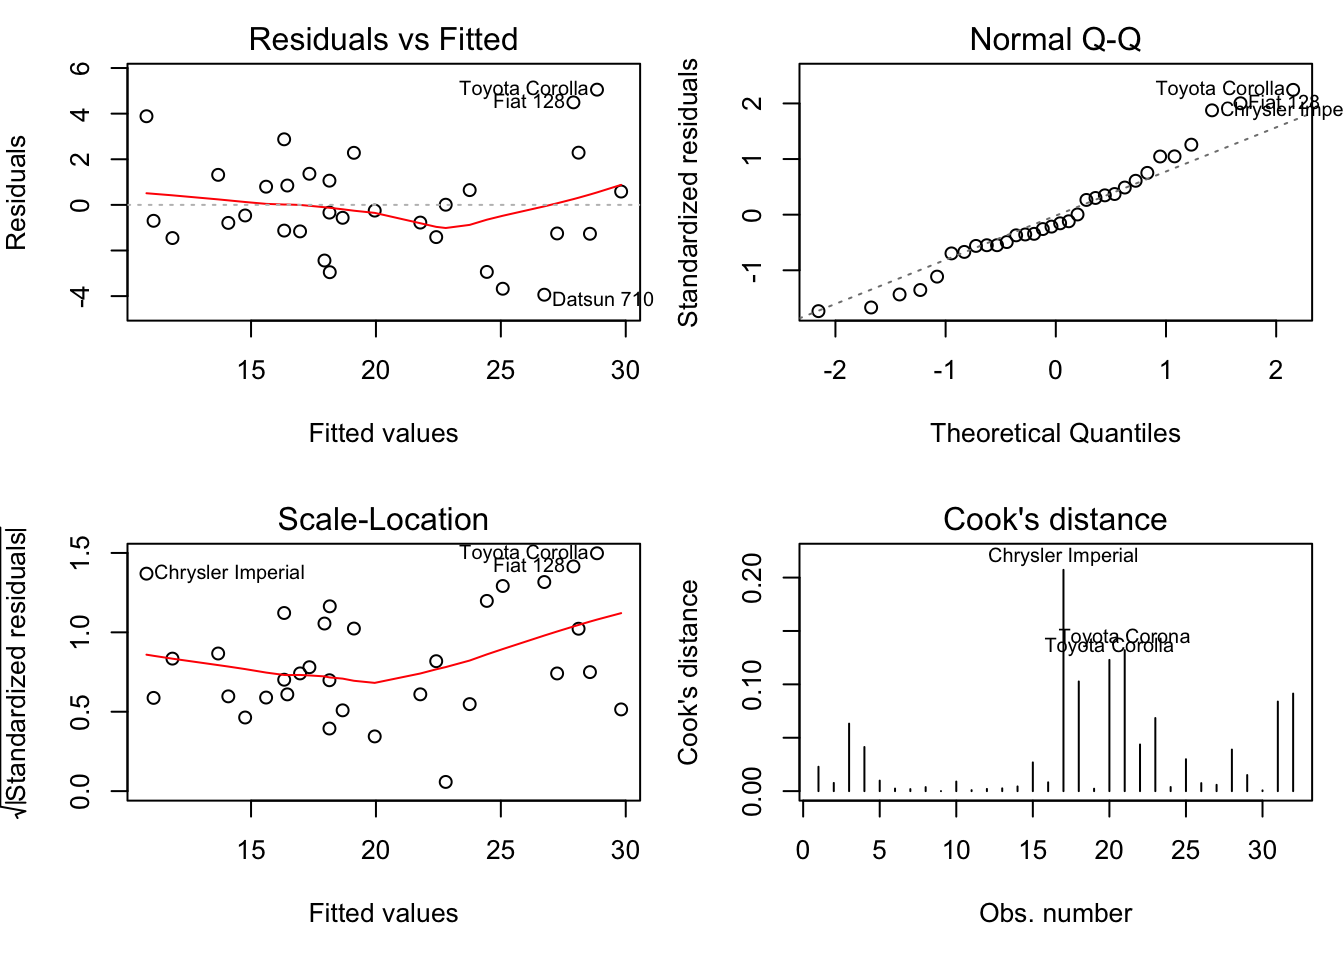 Residuals vs Fitted
Residuals
6
4
2
0
-4
Toyota Corolla
Fiat 128
Datsun 710
15 20 25 30
Fitted values
Normal Q-Q
Standardized residuals
2
1
0
-1
Toyota Corolla
Fiat 128
Chrysler Impe
-2 -1 0 1 2
Theoretical Quantiles
Scale-Location
√|Standardized residuals|
1.5
1.0
0.5
0.0
Toyota Corolla
Fiat 128
Chrysler Imperial
15 20 25 30
Fitted values
Cook's distance
Cook's distance
0.20
0.10
0.00
Chrysler Imperial
Toyota Corona
Toyota Corolla
0 5 10 15 20 25 30
Obs. number